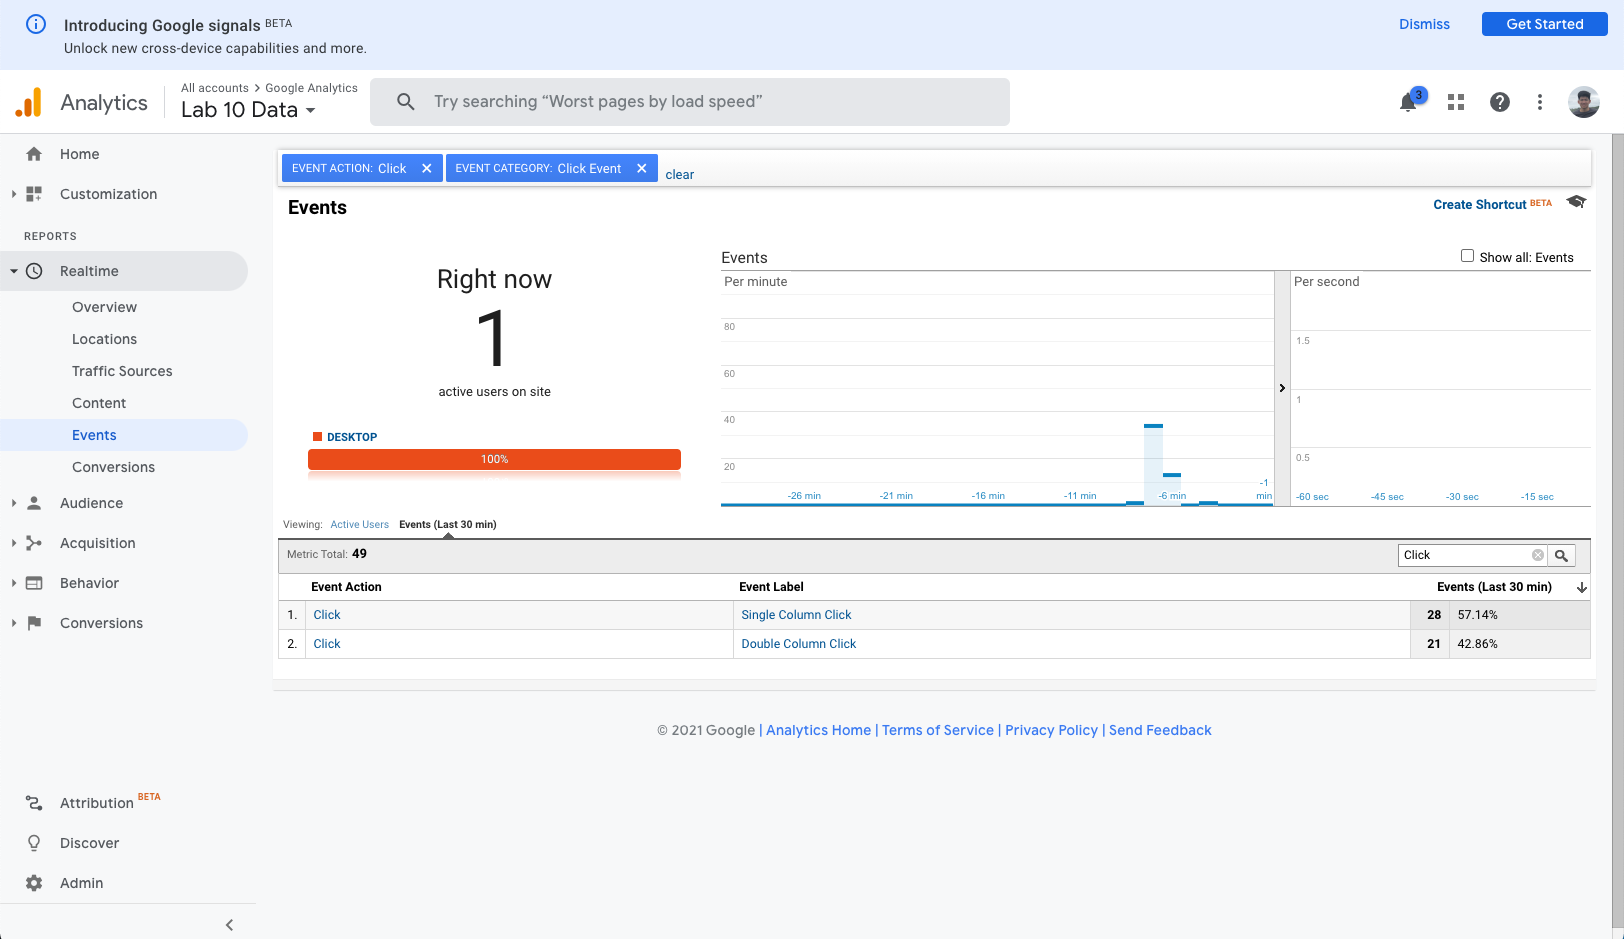 Introducing Google signals BETA
Unlock new cross-device capabilities and more.
Dismiss
Get Started
Analytics
All accounts > Google Analytics
Lab 10 Data
Try searching “Worst pages by load speed”
3
Home
Customization
REPORTS
Realtime
Overview
Locations
Traffic Sources
Content
Events
Conversions
Audience
Acquisition
Behavior
Conversions
Attribution BETA
Discover
Admin
EVENT ACTION: Click
EVENT CATEGORY: Click Event
clear
Events
Create Shortcut BETA
Right now
1
active users on site
DESKTOP
100%
Events
Show all: Events
Per minute
80
60
40
20
-26 min
-21 min
-16 min
-11 min
-6 min
-1
min
Per second
1.5
1
0.5
-60 sec
-45 sec
-30 sec
-15 sec
Viewing: Active Users Events (Last 30 min)
Metric Total: 49
Click
Event Action Event Label Events (Last 30 min)
1. Click Single Column Click 28 57.14%
2. Click Double Column Click 21 42.86%
© 2021 Google | Analytics Home | Terms of Service | Privacy Policy | Send Feedback